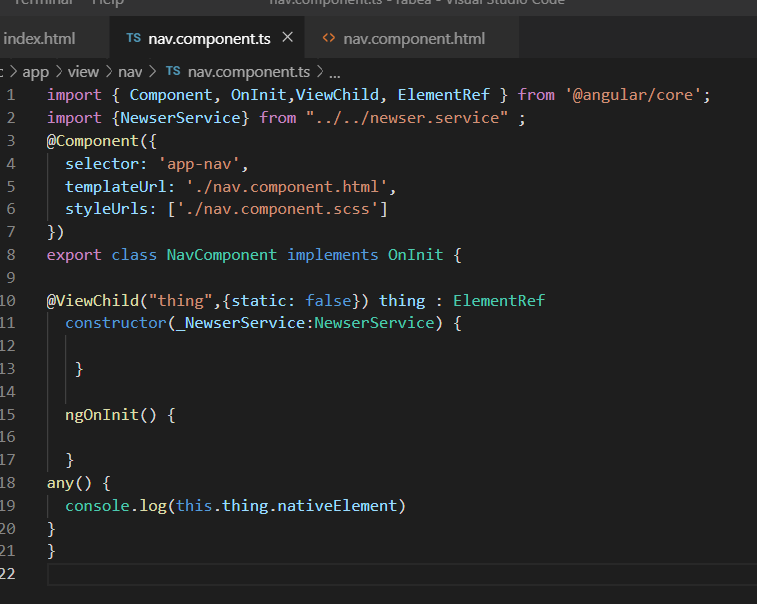 Terminal Help nav.component.ts - rabea - Visual Studio Code
index.html TS nav.component.ts × <> nav.component.html
c > app > view > nav > TS nav.component.ts > ...
1 import { Component, OnInit,ViewChild, ElementRef } from '@angular/core';
2 import {NewserService} from "../../newser.service" ;
3 @Component({
4 selector: 'app-nav',
5 templateUrl: './nav.component.html',
6 styleUrls: ['./nav.component.scss']
7 })
8 export class NavComponent implements OnInit {
9
10 @ViewChild("thing",{static: false}) thing : ElementRef
11 constructor(_NewserService:NewserService) {
12
13 }
14
15 ngOnInit() {
16
17 }
18 any() {
19 console.log(this.thing.nativeElement)
20 }
21 }
22